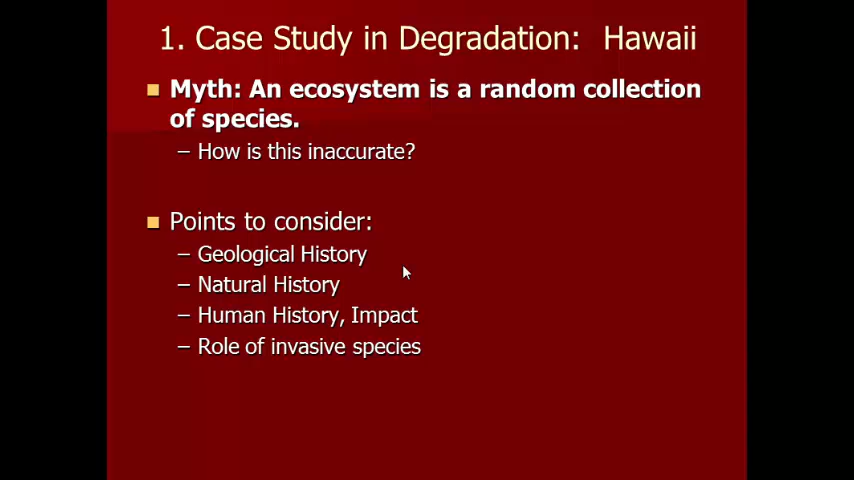 1. Case Study in Degradation: Hawaii
Myth: An ecosystem is a random collection
of species.
– How is this inaccurate?
Points to consider:
– Geological History
– Natural History
– Human History, Impact
– Role of invasive species